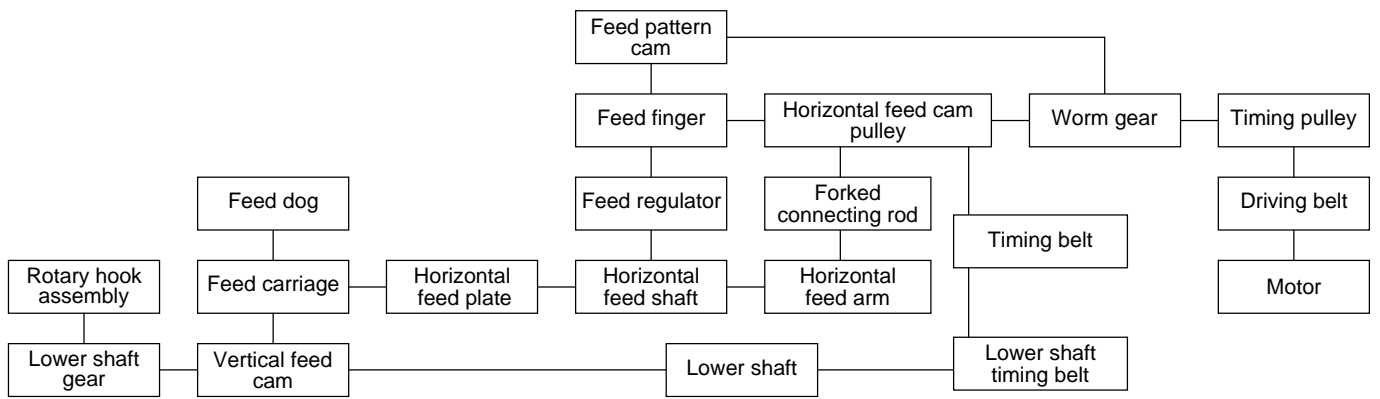 Feed pattern
cam
Feed finger
Horizontal feed cam
pulley
Worm gear
Timing pulley
Feed dog
Feed regulator
Forked
connecting rod
Driving belt
Timing belt
Rotary hook
assembly
Feed carriage
Horizontal
feed plate
Horizontal
feed shaft
Horizontal
feed arm
Motor
Lower shaft
gear
Vertical feed
cam
Lower shaft
Lower shaft
timing belt